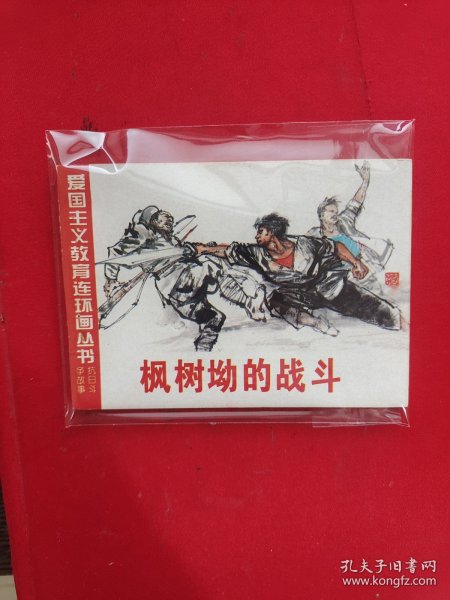 爱国主义教育连环画丛书
抗日斗
争故事
枫树坳的战斗
孔夫子旧书网
www.kongfz.com